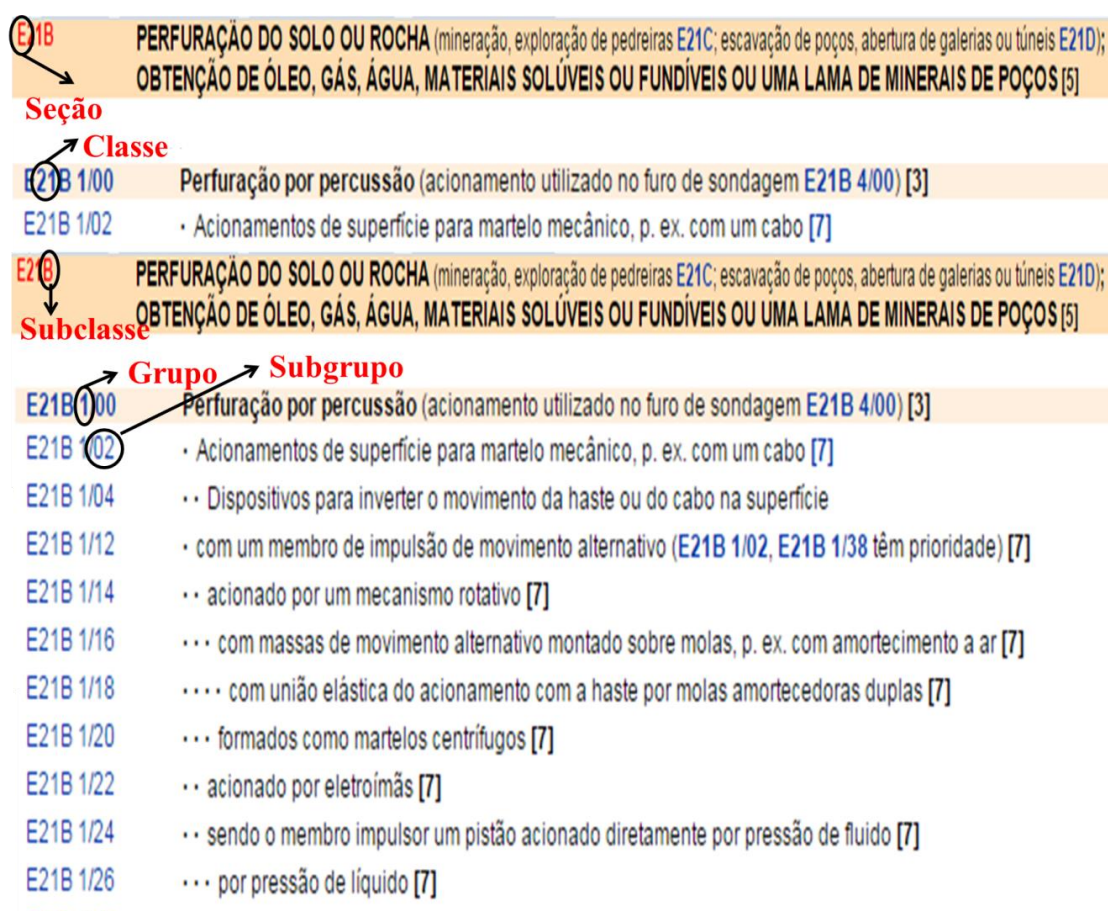 E21B PERFURAÇÃO DO SOLO OU ROCHA (mineração, exploração de pedreiras E21C; escavação de poços, abertura de galerias ou túneis E21D);
OBTENÇÃO DE ÓLEO, GÁS, ÁGUA, MATERIAIS SOLÚVEIS OU FUNDÍVEIS OU UMA LAMA DE MINERAIS DE POÇOS [5]
Seção
Classe
E21B 1/00 Perfuração por percussão (acionamento utilizado no furo de sondagem E21B 4/00) [3]
E21B 1/02 · Acionamentos de superfície para martelo mecânico, p. ex. com um cabo [7]
E21B PERFURAÇÃO DO SOLO OU ROCHA (mineração, exploração de pedreiras E21C; escavação de poços, abertura de galerias ou túneis E21D);
OBTENÇÃO DE ÓLEO, GÁS, ÁGUA, MATERIAIS SOLÚVEIS OU FUNDÍVEIS OU UMA LAMA DE MINERAIS DE POÇOS [5]
Subclasse
Grupo Subgrupo
E21B 1/00 Perfuração por percussão (acionamento utilizado no furo de sondagem E21B 4/00) [3]
E21B 1/02 · Acionamentos de superfície para martelo mecânico, p. ex. com um cabo [7]
E21B 1/04 · · Dispositivos para inverter o movimento da haste ou do cabo na superfície
E21B 1/12 · com um membro de impulsão de movimento alternativo (E21B 1/02, E21B 1/38 têm prioridade) [7]
E21B 1/14 · · acionado por um mecanismo rotativo [7]
E21B 1/16 · · · com massas de movimento alternativo montado sobre molas, p. ex. com amortecimento a ar [7]
E21B 1/18 · · · · com união elástica do acionamento com a haste por molas amortecedoras duplas [7]
E21B 1/20 · · · formados como martelos centrífugos [7]
E21B 1/22 · · acionado por eletroímãs [7]
E21B 1/24 · · sendo o membro impulsor um pistão acionado diretamente por pressão de fluido [7]
E21B 1/26 · · · por pressão de líquido [7]